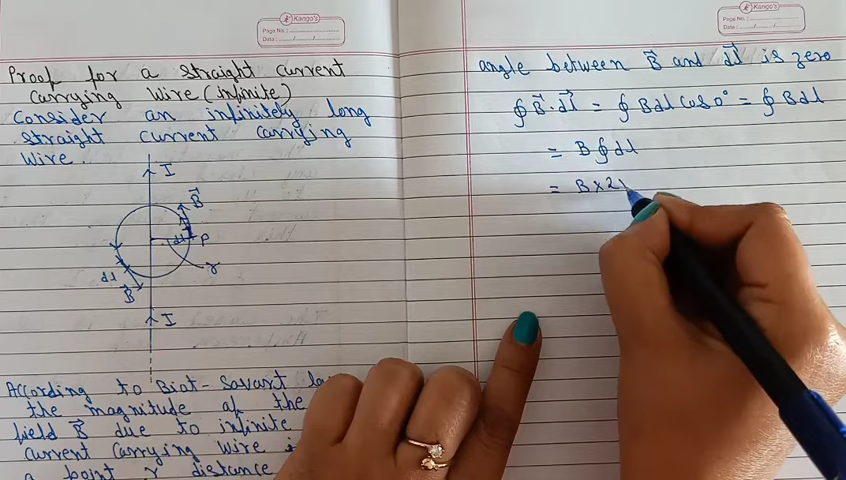 Kango's
Page No.:
Date: / /
Proof for a straight current
carrying wire (infinite)
Consider an infinitely long
straight current carrying
wire.
I
B⃗
dl P
r
dl
B⃗
I
According to Biot-Savart
the magnitude of the
field B⃗ due to infinite
current carrying wire
a point r distance
Kango's
Page No.:
Date: / /
angle between B⃗ and dl⃗ is zero
∮B⃗·dl⃗ = ∮ B dl cos 0° = ∮ B dl
= B ∮ dl
= B × 2